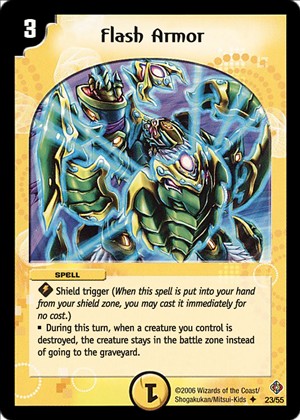 3
Flash Armor
SPELL
Shield trigger (When this spell is put into your hand
from your shield zone, you may cast it immediately
for no cost.)
▪ During this turn, when a creature you control is
destroyed, the creature stays in the battle zone instead
of going to the graveyard.
1
©2006 Wizards of the Coast/
Shogakukan/Mitsui-Kids ✦ 23/55